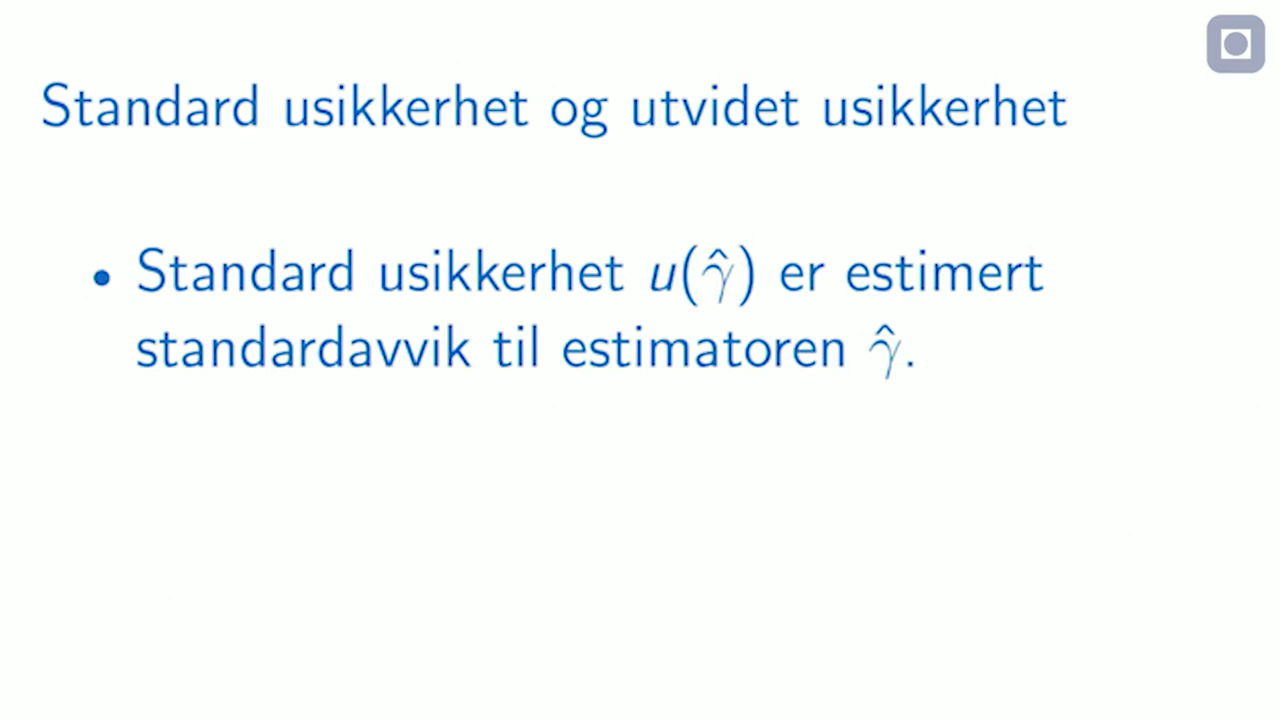 Standard usikkerhet og utvidet usikkerhet
• Standard usikkerhet u(γ̂) er estimert
standardavvik til estimatoren γ̂.